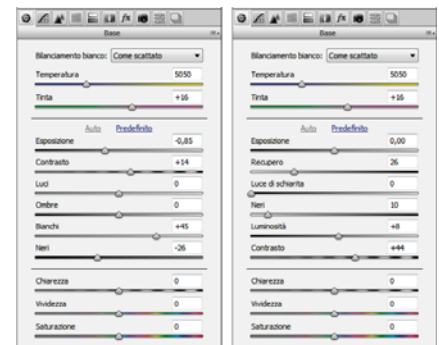 Base
Bilanciamento bianco: Come scattato
Temperatura 5050
Tinta +16
Auto Predefinito
Esposizione -0,85
Contrasto +14
Luci 0
Ombre 0
Bianchi +45
Neri -26
Chiarezza 0
Vividezza 0
Saturazione 0
Base
Bilanciamento bianco: Come scattato
Temperatura 5050
Tinta +16
Auto Predefinito
Esposizione 0,00
Recupero 26
Luce di schiarita 0
Neri 10
Luminosità +8
Contrasto +44
Chiarezza 0
Vividezza 0
Saturazione 0